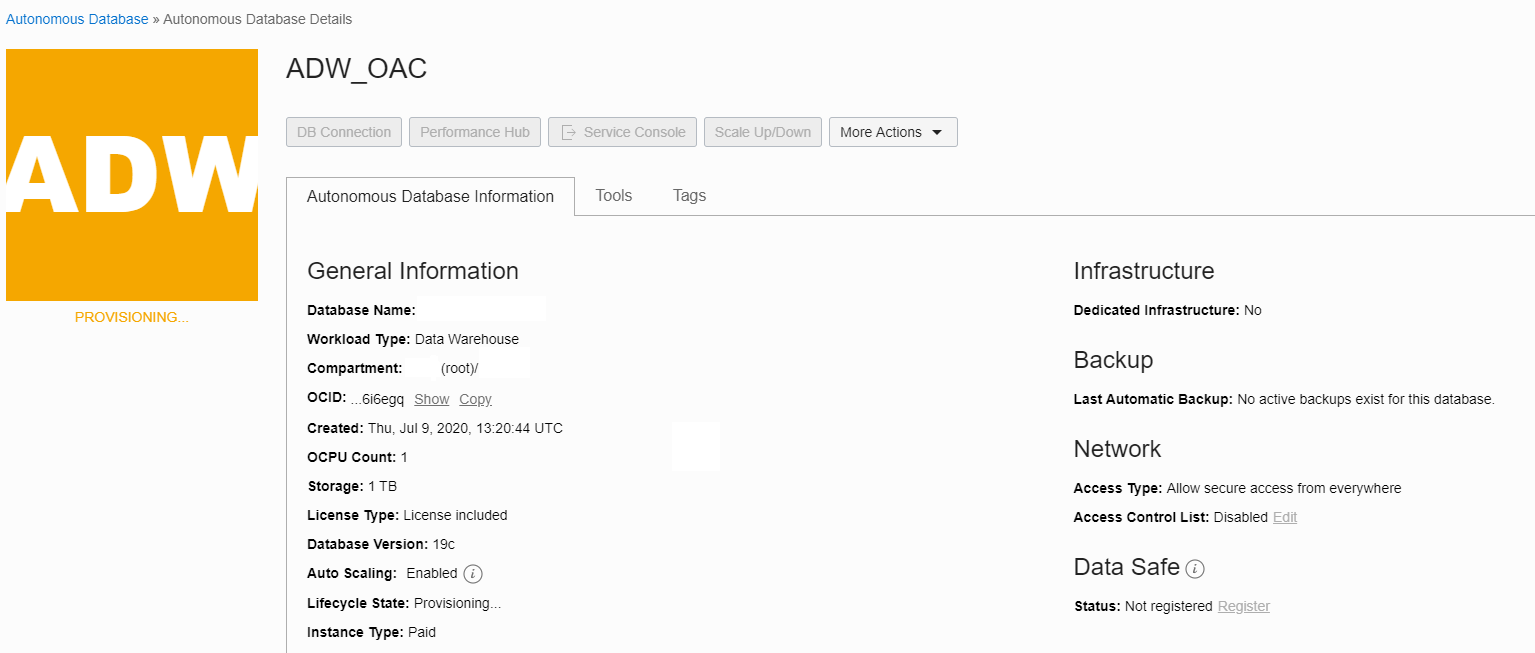 Autonomous Database » Autonomous Database Details
ADW
PROVISIONING...
ADW_OAC
DB Connection Performance Hub Service Console Scale Up/Down More Actions
Autonomous Database Information Tools Tags
General Information
Database Name:
Workload Type: Data Warehouse
Compartment: (root)/
OCID: ...6i6egq Show Copy
Created: Thu, Jul 9, 2020, 13:20:44 UTC
OCPU Count: 1
Storage: 1 TB
License Type: License included
Database Version: 19c
Auto Scaling: Enabled i
Lifecycle State: Provisioning...
Instance Type: Paid
Infrastructure
Dedicated Infrastructure: No
Backup
Last Automatic Backup: No active backups exist for this database.
Network
Access Type: Allow secure access from everywhere
Access Control List: Disabled Edit
Data Safe i
Status: Not registered Register